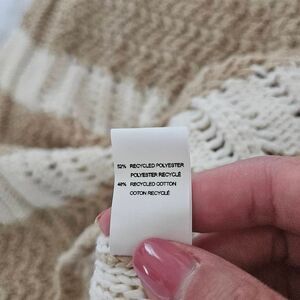 52% RECYCLED POLYESTER
POLYESTER RECYCLÉ
48% RECYCLED COTTON
COTON RECYCLÉ